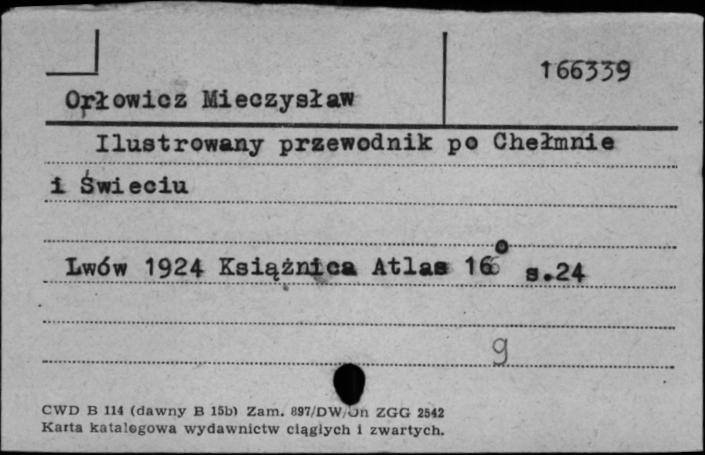 166339
Orłowicz Mieczysław
Ilustrowany przewodnik po Chełmnie
i Świeciu
Lwów 1924 Książnica Atlas 16° s.24
9
CWD B 114 (dawny B 15b) Zam. 897/DW/Un ZGG 2542
Karta katalogowa wydawnictw ciągłych i zwartych.